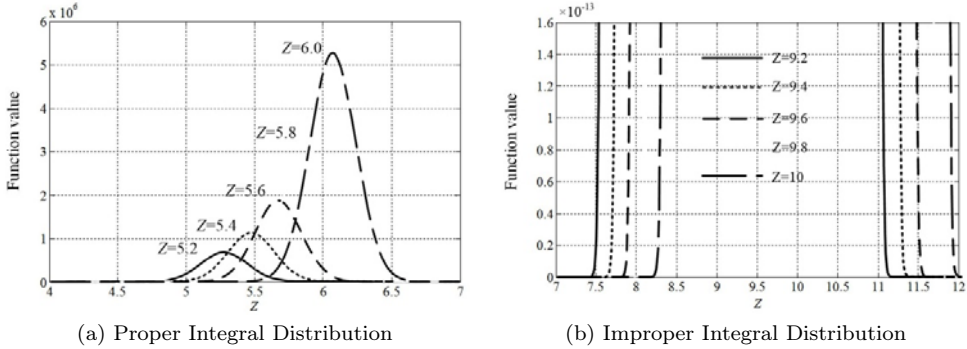 ×10⁶
6
5
4
3
2
1
0
Function value
Z=6.0
Z=5.8
Z=5.6
Z=5.4
Z=5.2
4 4.5 5 5.5 6 6.5 7
Z
(a) Proper Integral Distribution
×10⁻¹³
1.6
1.4
1.2
1
0.8
0.6
0.4
0.2
0
Function value
Z=9.2
Z=9.4
Z=9.6
Z=9.8
Z=10
7 7.5 8 8.5 9 9.5 10 10.5 11 11.5 12
Z
(b) Improper Integral Distribution